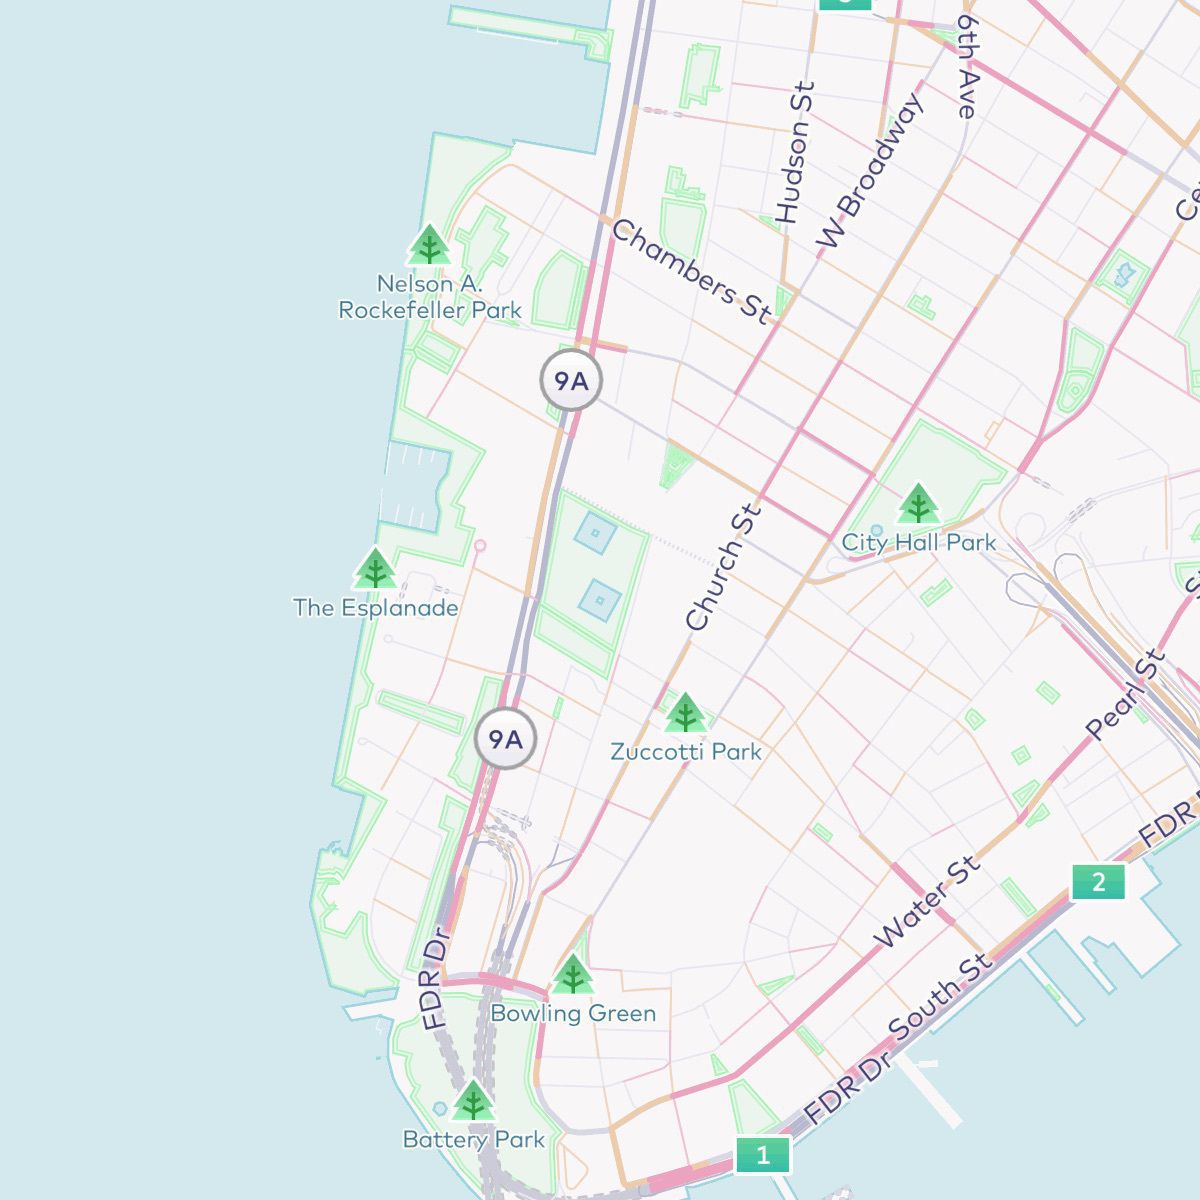 6th Ave
Hudson St
W Broadway
Chambers St
Nelson A.
Rockefeller Park
9A
Church St
City Hall Park
The Esplanade
Pearl St
9A
Zuccotti Park
FDR
2
Water St
FDR Dr
South St
Bowling Green
FDR Dr
Battery Park
1